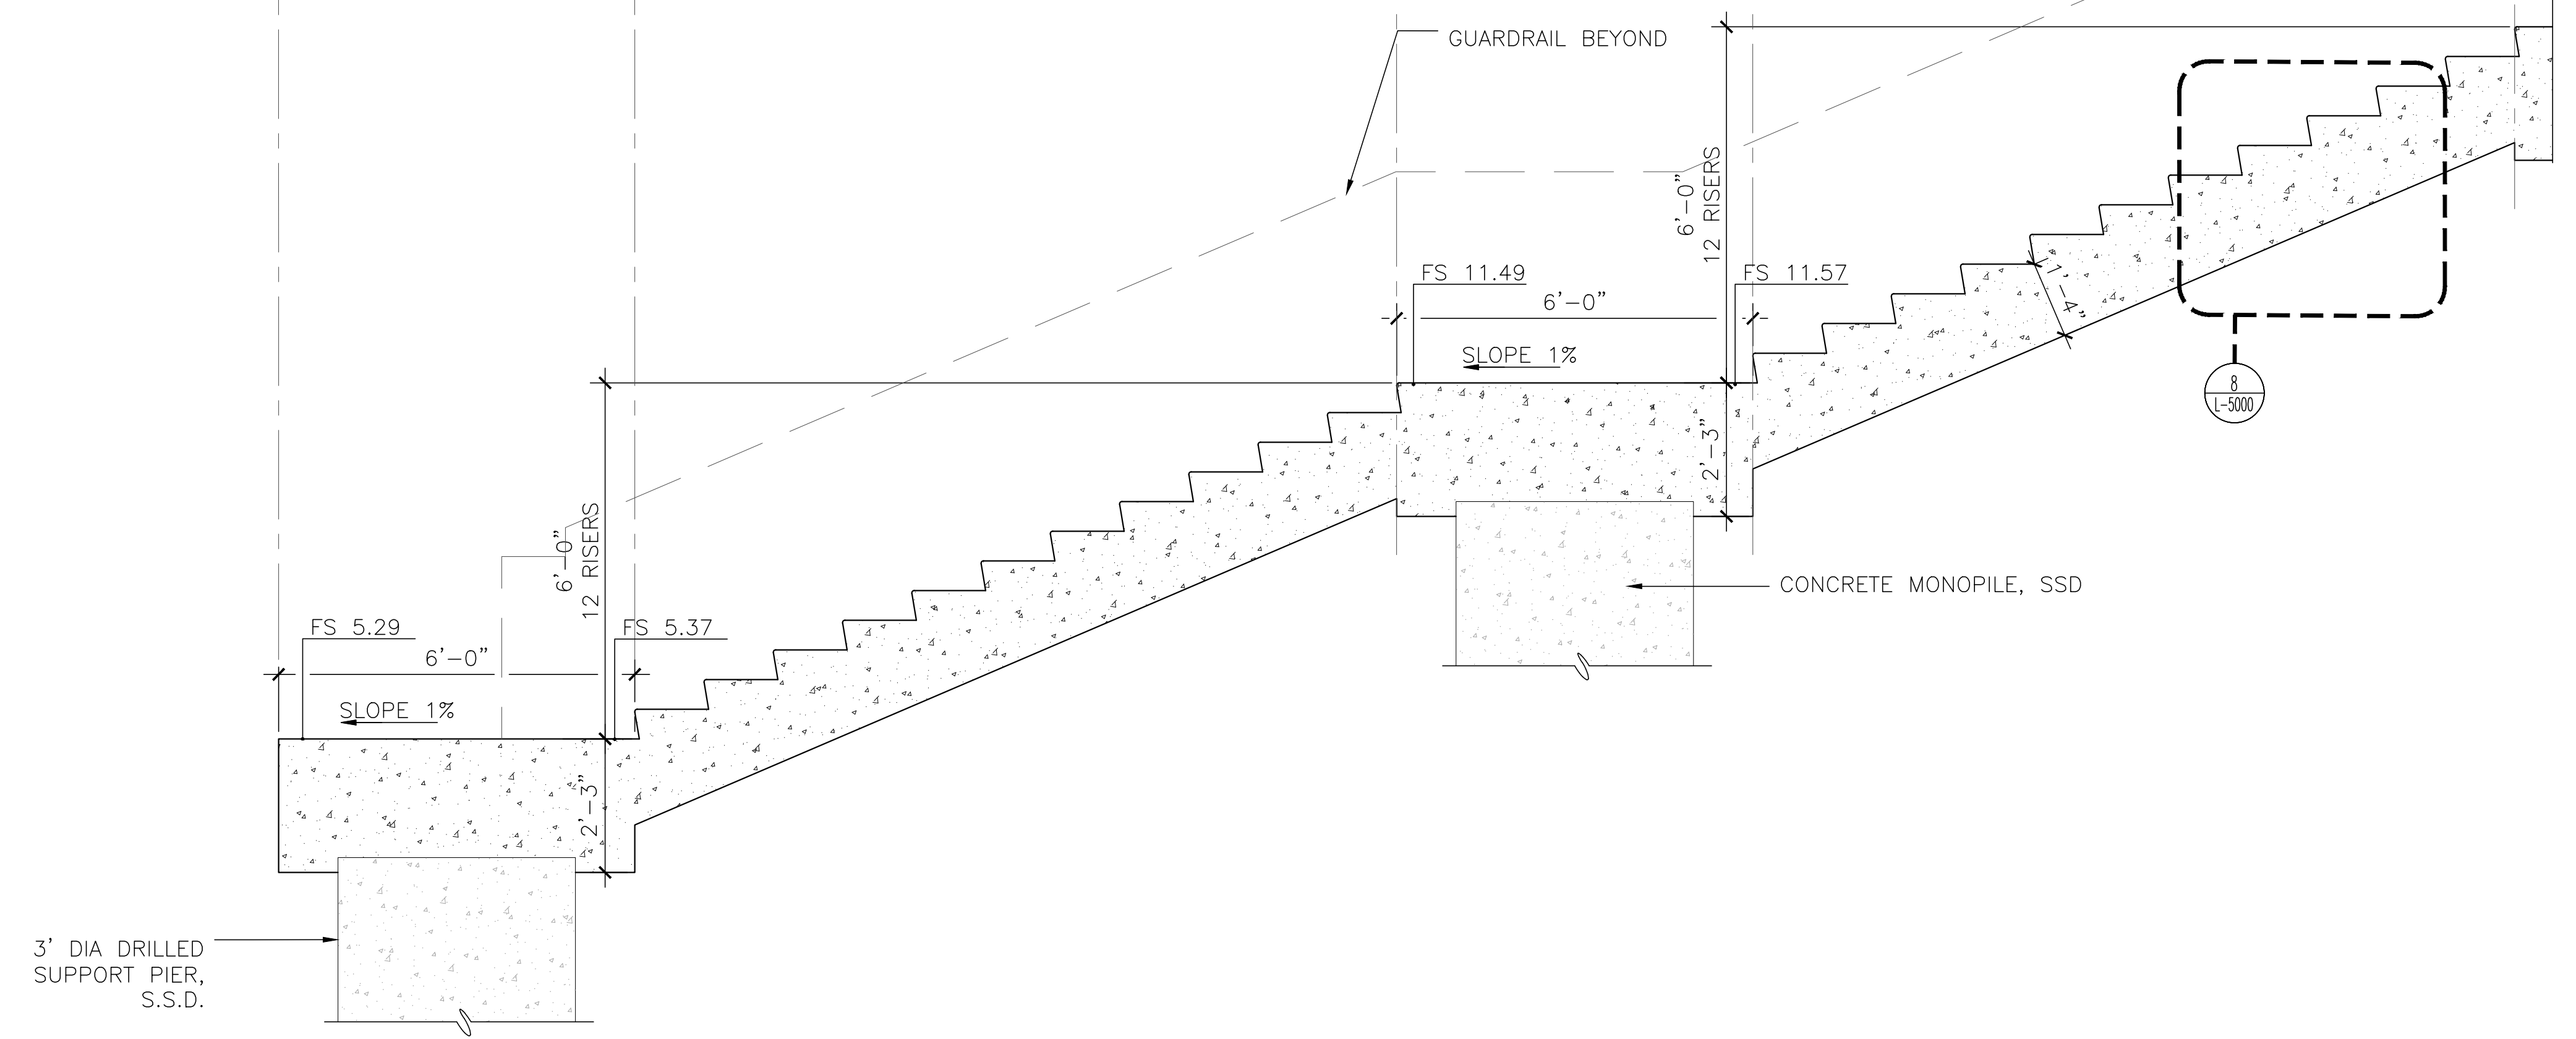 GUARDRAIL BEYOND
6'-0"
12 RISERS
FS 11.49
FS 11.57
6'-0"
SLOPE 1%
1'-4"
8
L-5000
2'-3"
6'-0"
12 RISERS
CONCRETE MONOPILE, SSD
FS 5.29
FS 5.37
6'-0"
SLOPE 1%
2'-3"
3' DIA DRILLED
SUPPORT PIER,
S.S.D.